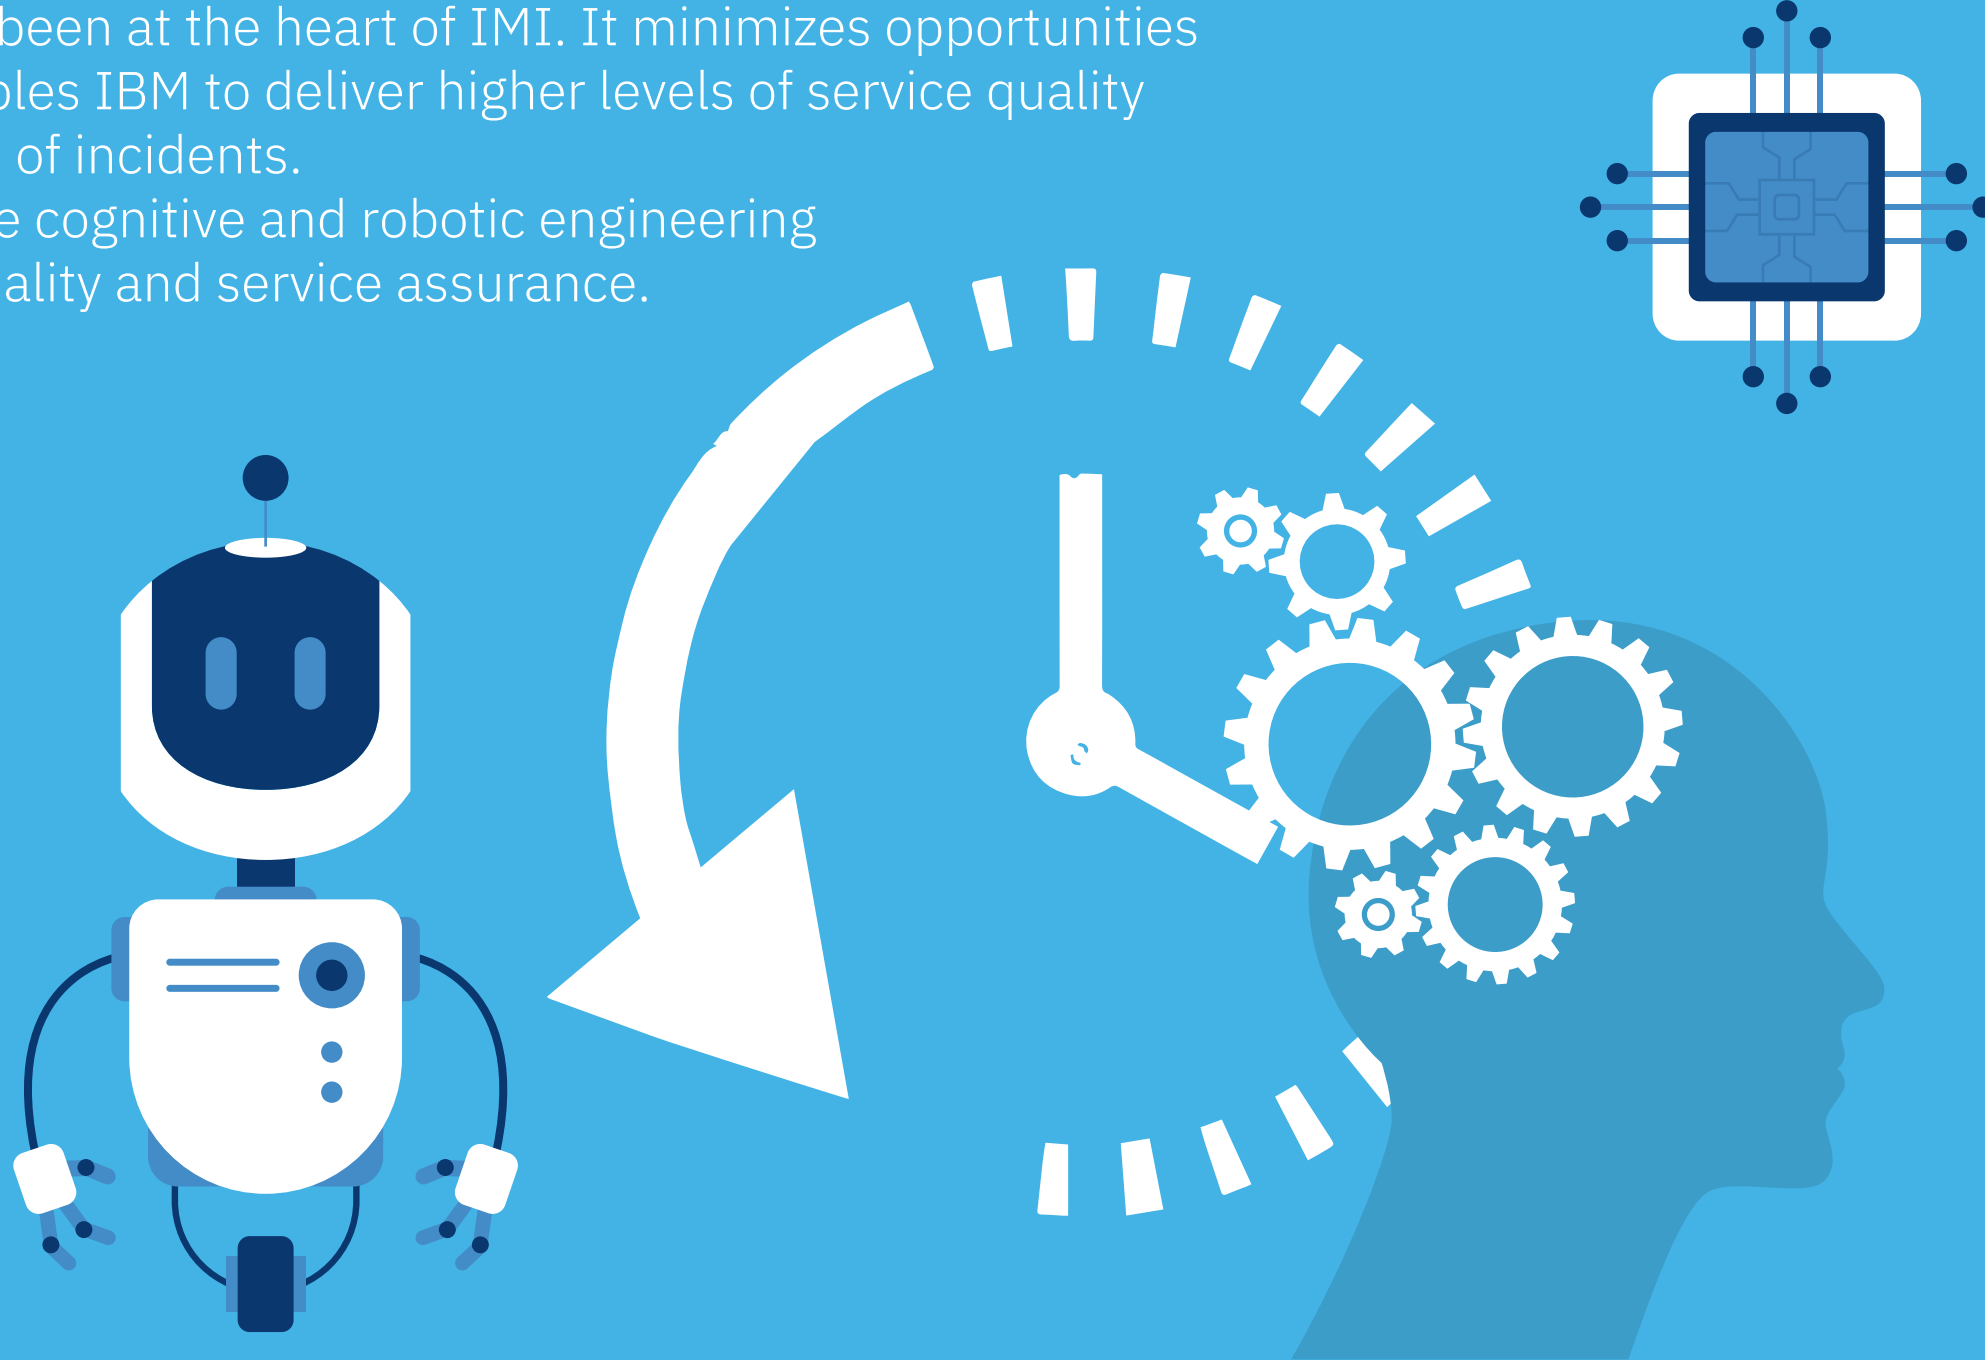 been at the heart of IMI. It minimizes opportunities
bles IBM to deliver higher levels of service quality
of incidents.
e cognitive and robotic engineering
ality and service assurance.